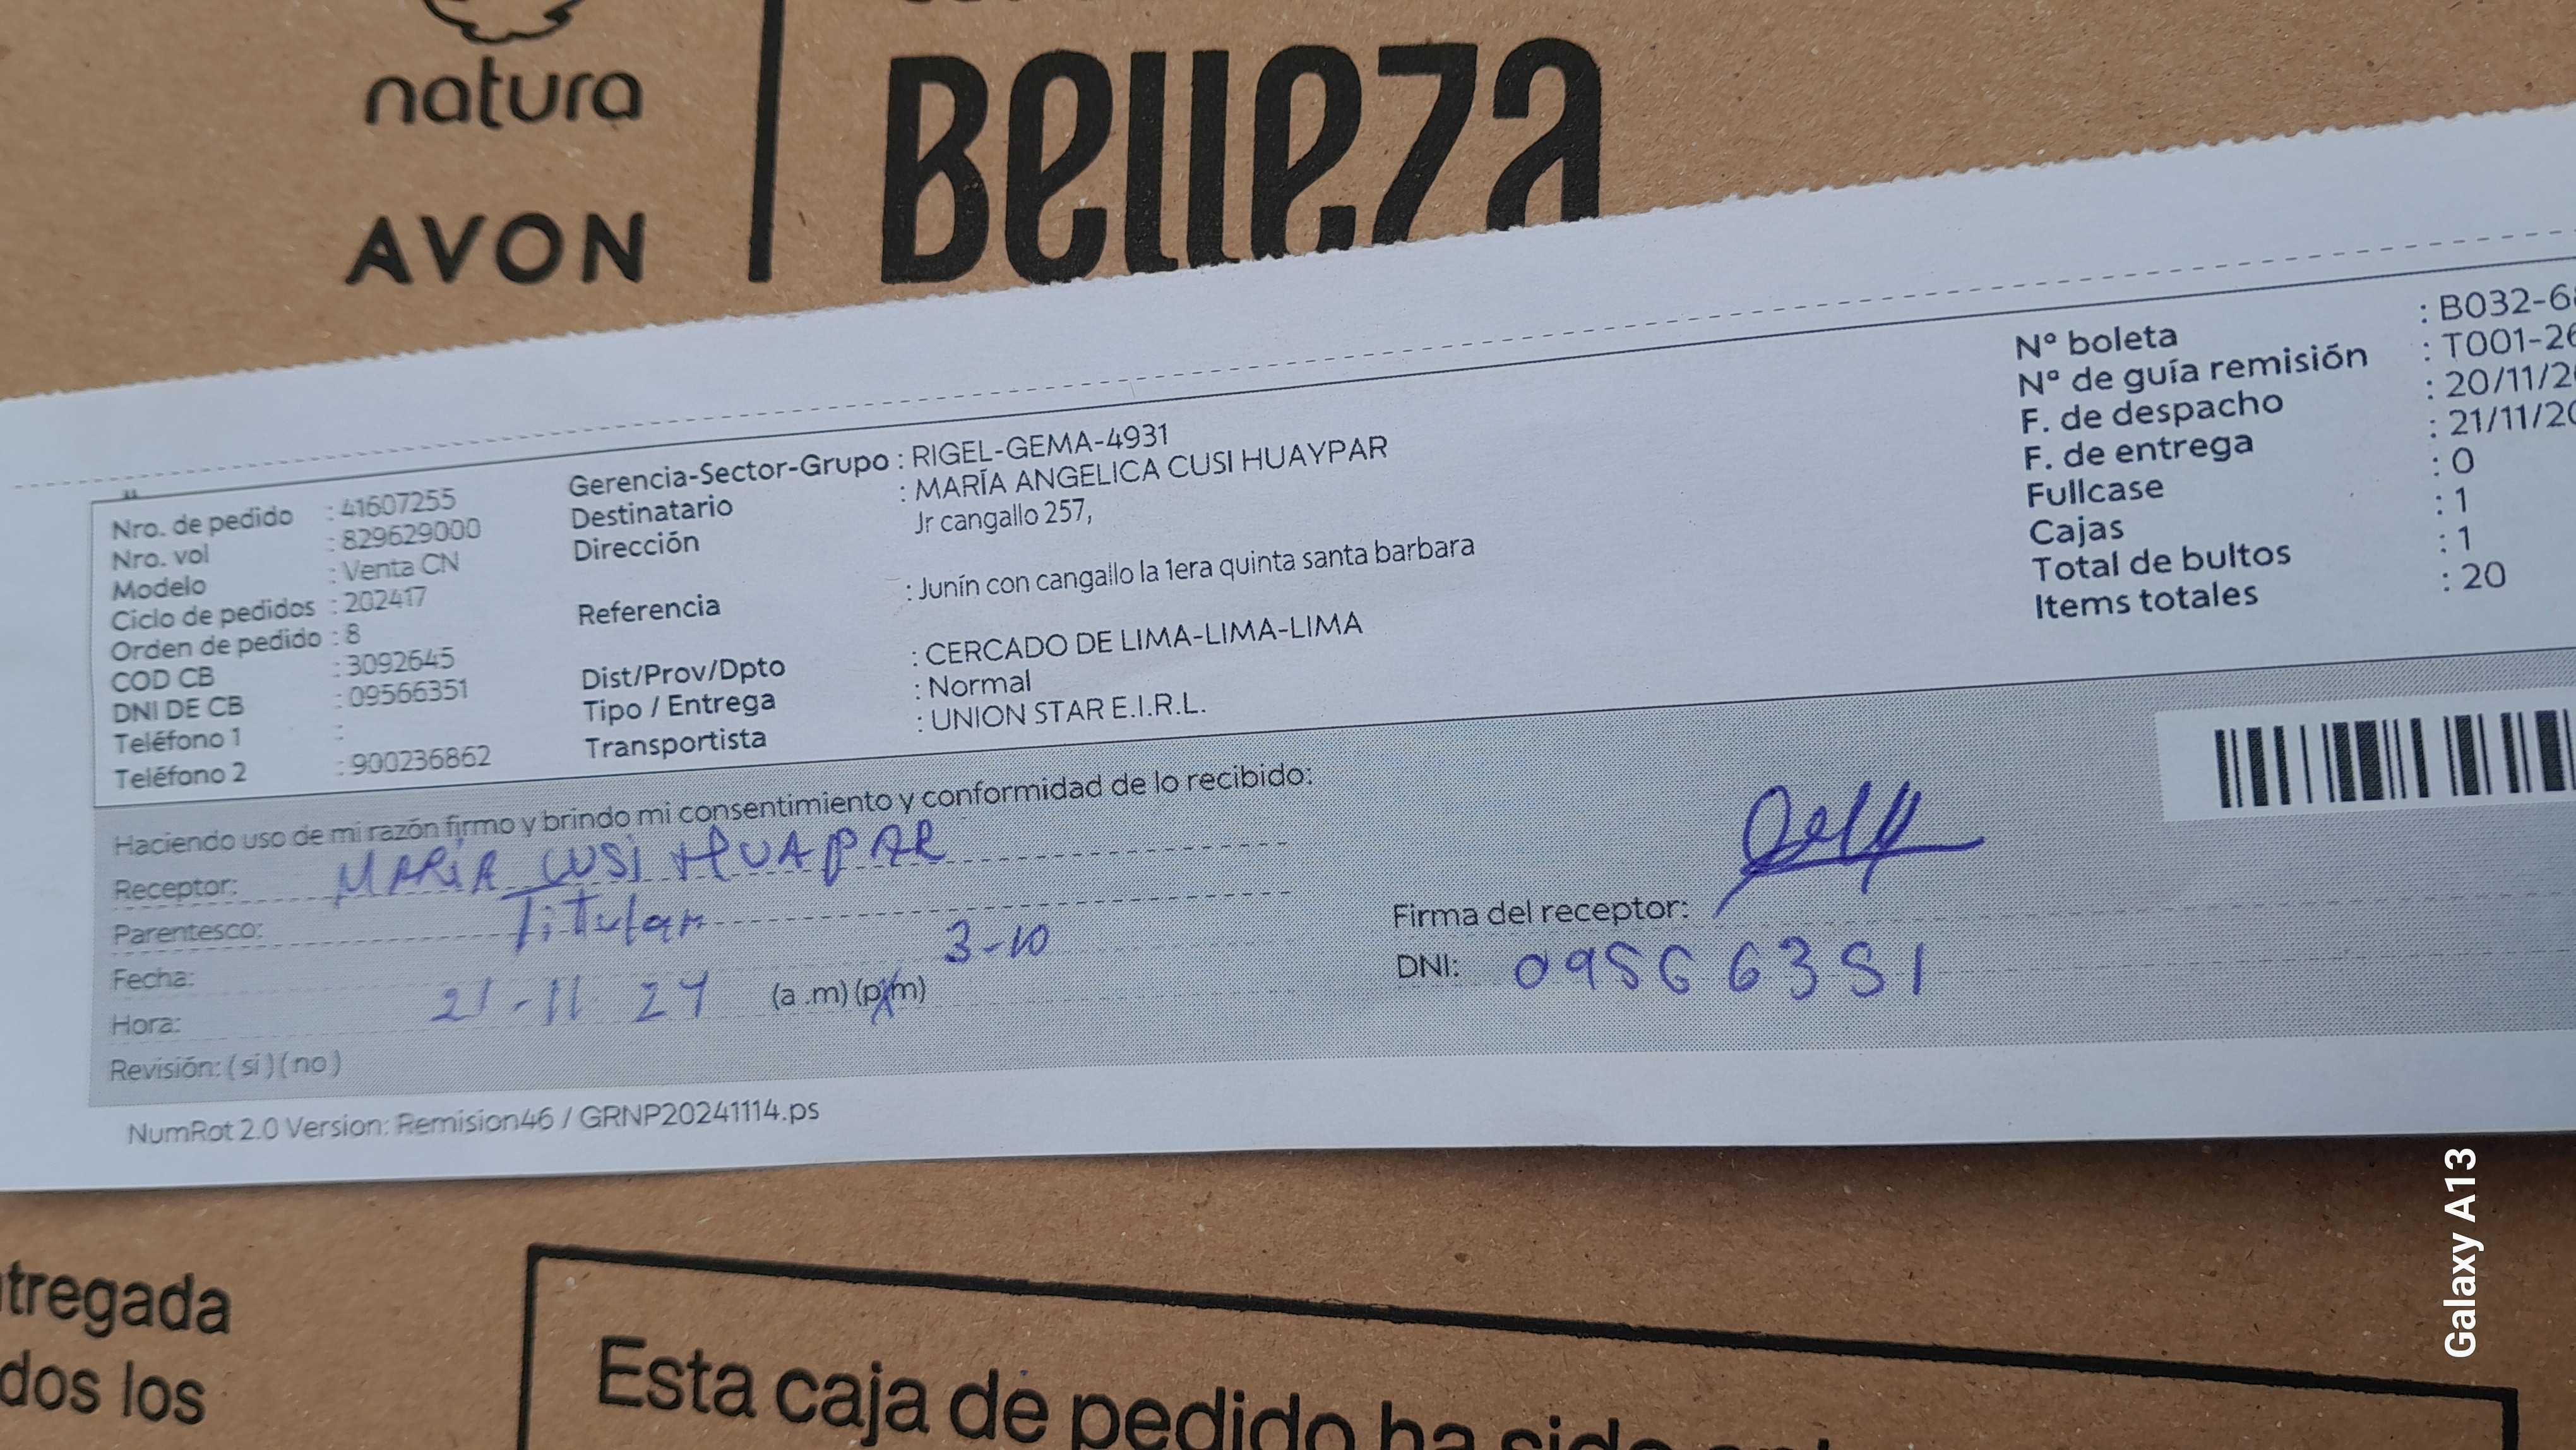 natura
AVON
Belleza
Nro. de pedido : 41607255
Nro. vol : 829629000
Modelo : Venta CN
Ciclo de pedidos : 202417
Orden de pedido : 8
COD CB : 3092645
DNI DE CB : 09566351
Teléfono 1 :
Teléfono 2 : 900236862
Gerencia-Sector-Grupo : RIGEL-GEMA-4931
Destinatario : MARÍA ANGELICA CUSI HUAYPAR
Dirección Jr cangallo 257,
Referencia : Junín con cangallo la 1era quinta santa barbara
Dist/Prov/Dpto : CERCADO DE LIMA-LIMA-LIMA
Tipo / Entrega : Normal
Transportista : UNION STAR E.I.R.L.
Nº boleta : B032-6
Nº de guía remisión : T001-26
F. de despacho : 20/11/20
F. de entrega : 21/11/20
Fullcase : 0
Cajas : 1
Total de bultos : 1
Items totales : 20
Haciendo uso de mi razón firmo y brindo mi consentimiento y conformidad de lo recibido:
Receptor: MARIA CUSI HUAPAR
Parentesco: Titular
Fecha: 3-10
Hora: 21-11 24 (a .m) (p.m)
Revisión: ( si ) ( no )
Firma del receptor:
DNI: 09566351
NumRot 2.0 Version: Remision46 / GRNP20241114.ps
tregada
dos los
Esta caja de pedido ha sido
Galaxy A13